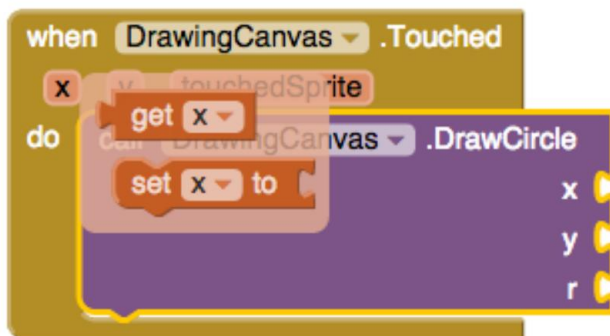 when DrawingCanvas .Touched
x y touchedSprite
get x
do call DrawingCanvas .DrawCircle
set x to
x
y
r